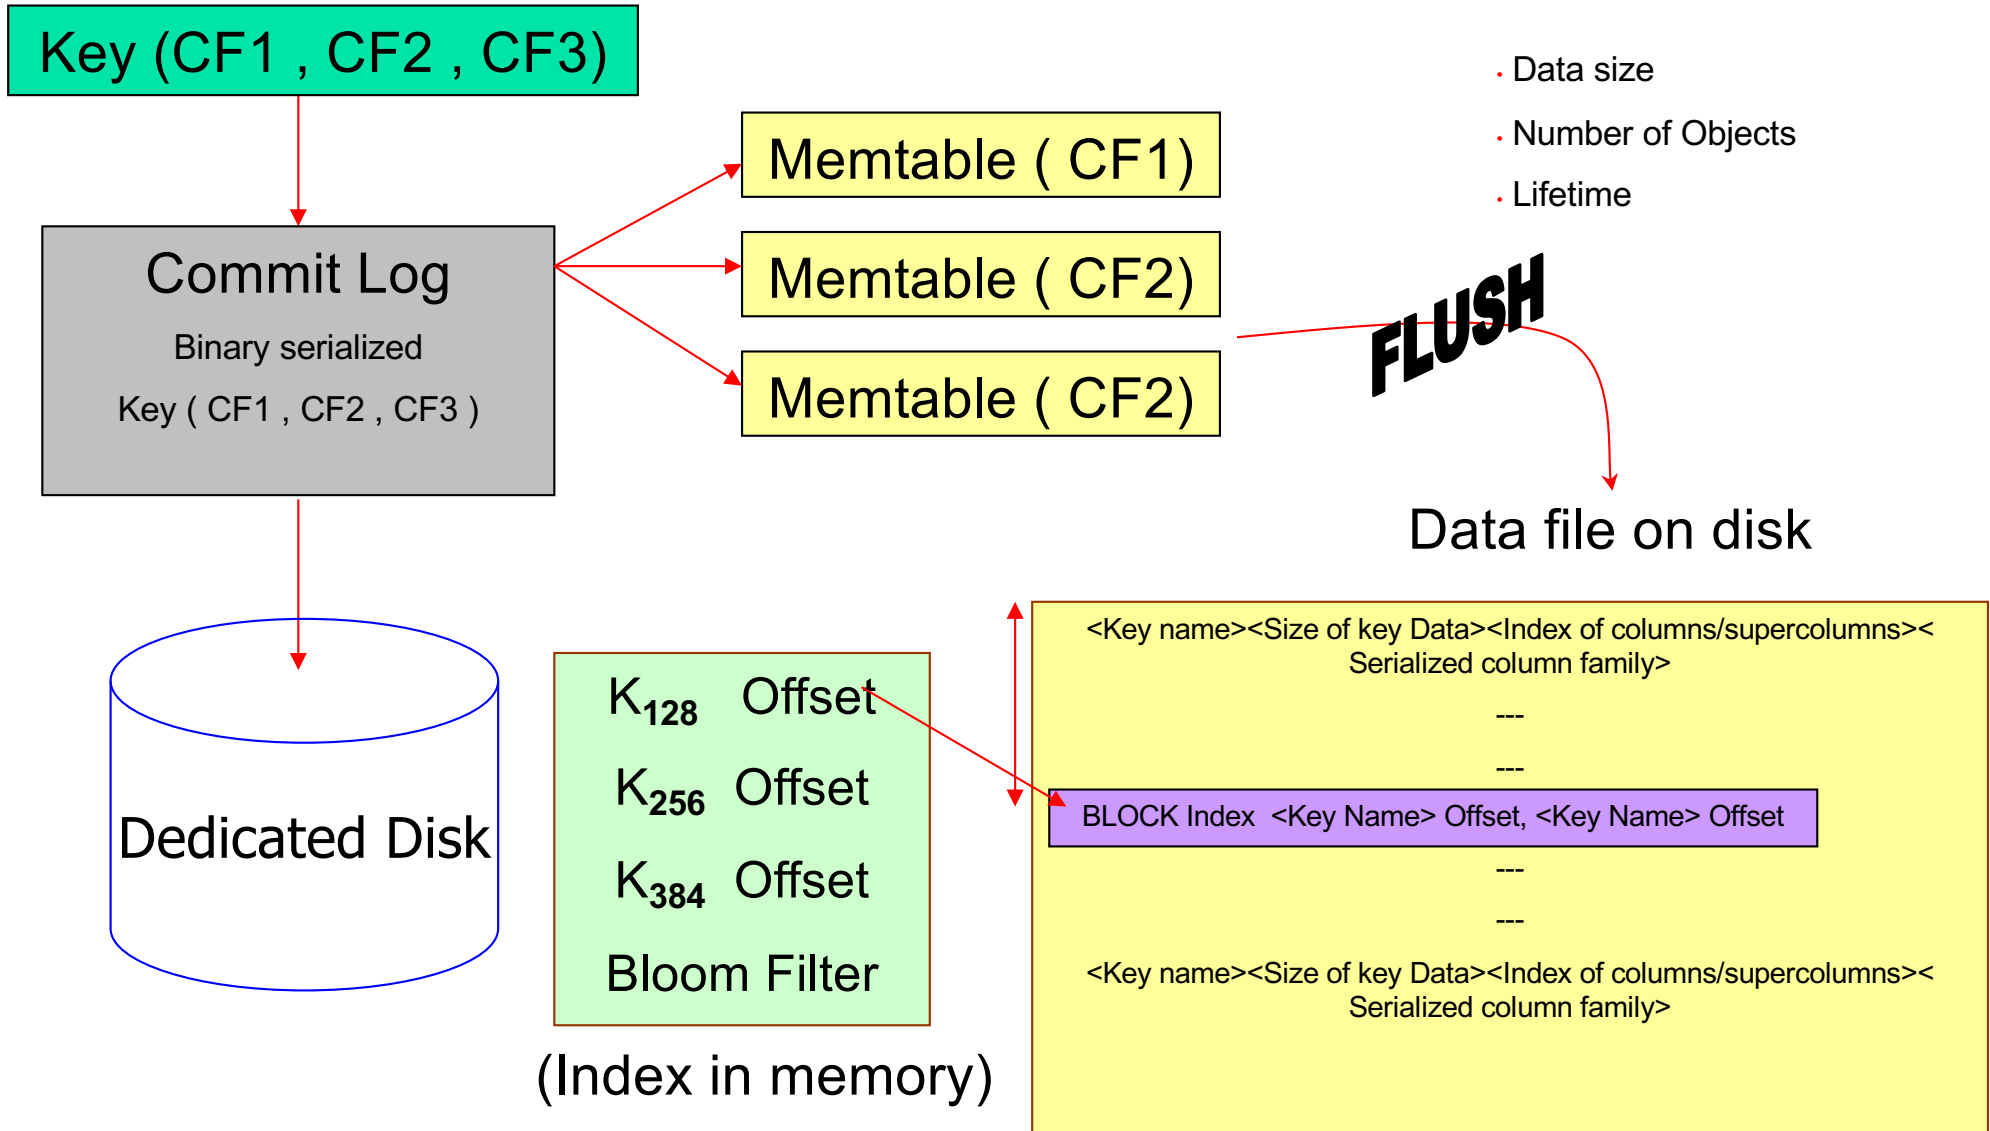 Key (CF1 , CF2 , CF3)
Commit Log
Binary serialized
Key ( CF1 , CF2 , CF3 )
Memtable ( CF1)
Memtable ( CF2)
Memtable ( CF2)
· Data size
· Number of Objects
· Lifetime
FLUSH
Data file on disk
Dedicated Disk
K128 Offset
K256 Offset
K384 Offset
Bloom Filter
(Index in memory)
<Key name><Size of key Data><Index of columns/supercolumns><
Serialized column family>
---
---
BLOCK Index <Key Name> Offset, <Key Name> Offset
---
---
<Key name><Size of key Data><Index of columns/supercolumns><
Serialized column family>